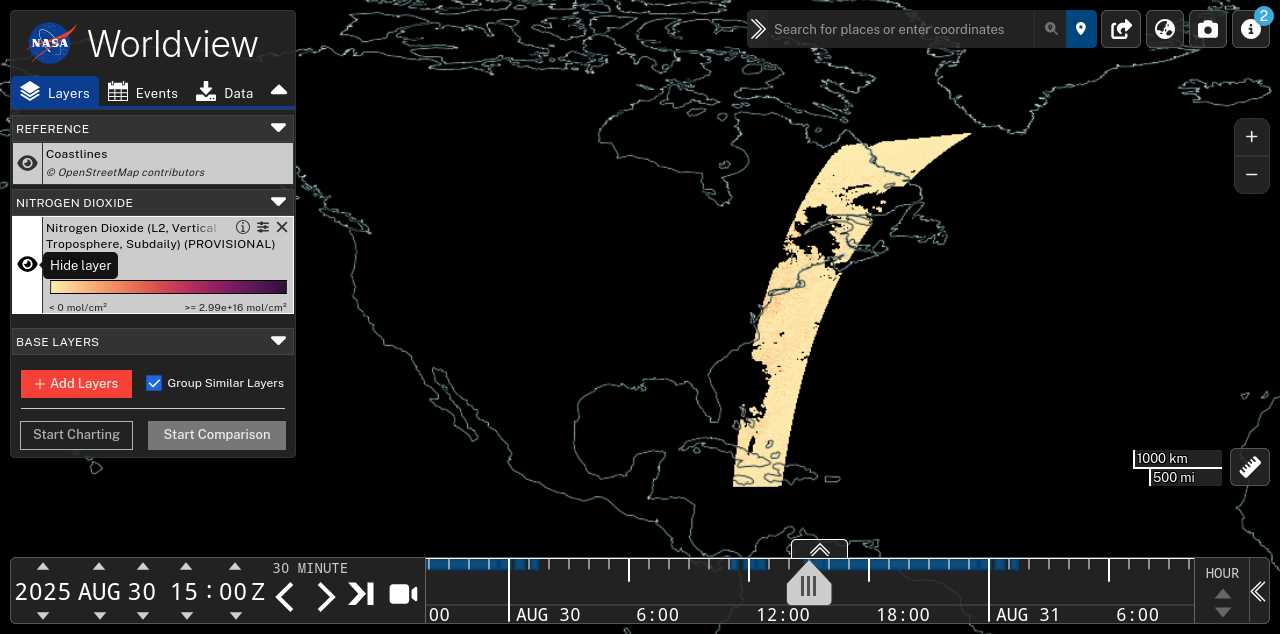 NASA
Worldview
Layers
Events
Data
REFERENCE
Coastlines
© OpenStreetMap contributors
NITROGEN DIOXIDE
Nitrogen Dioxide (L2, Vertical
Troposphere, Subdaily) (PROVISIONAL)
Hide layer
< 0 mol/cm²
>= 2.99e+16 mol/cm²
BASE LAYERS
+ Add Layers
Group Similar Layers
Start Charting
Start Comparison
Search for places or enter coordinates
2
+
−
1000 km
500 mi
30 MINUTE
2025 AUG 30 15 : 00 Z
00
AUG 30
6:00
12:00
18:00
AUG 31
6:00
HOUR